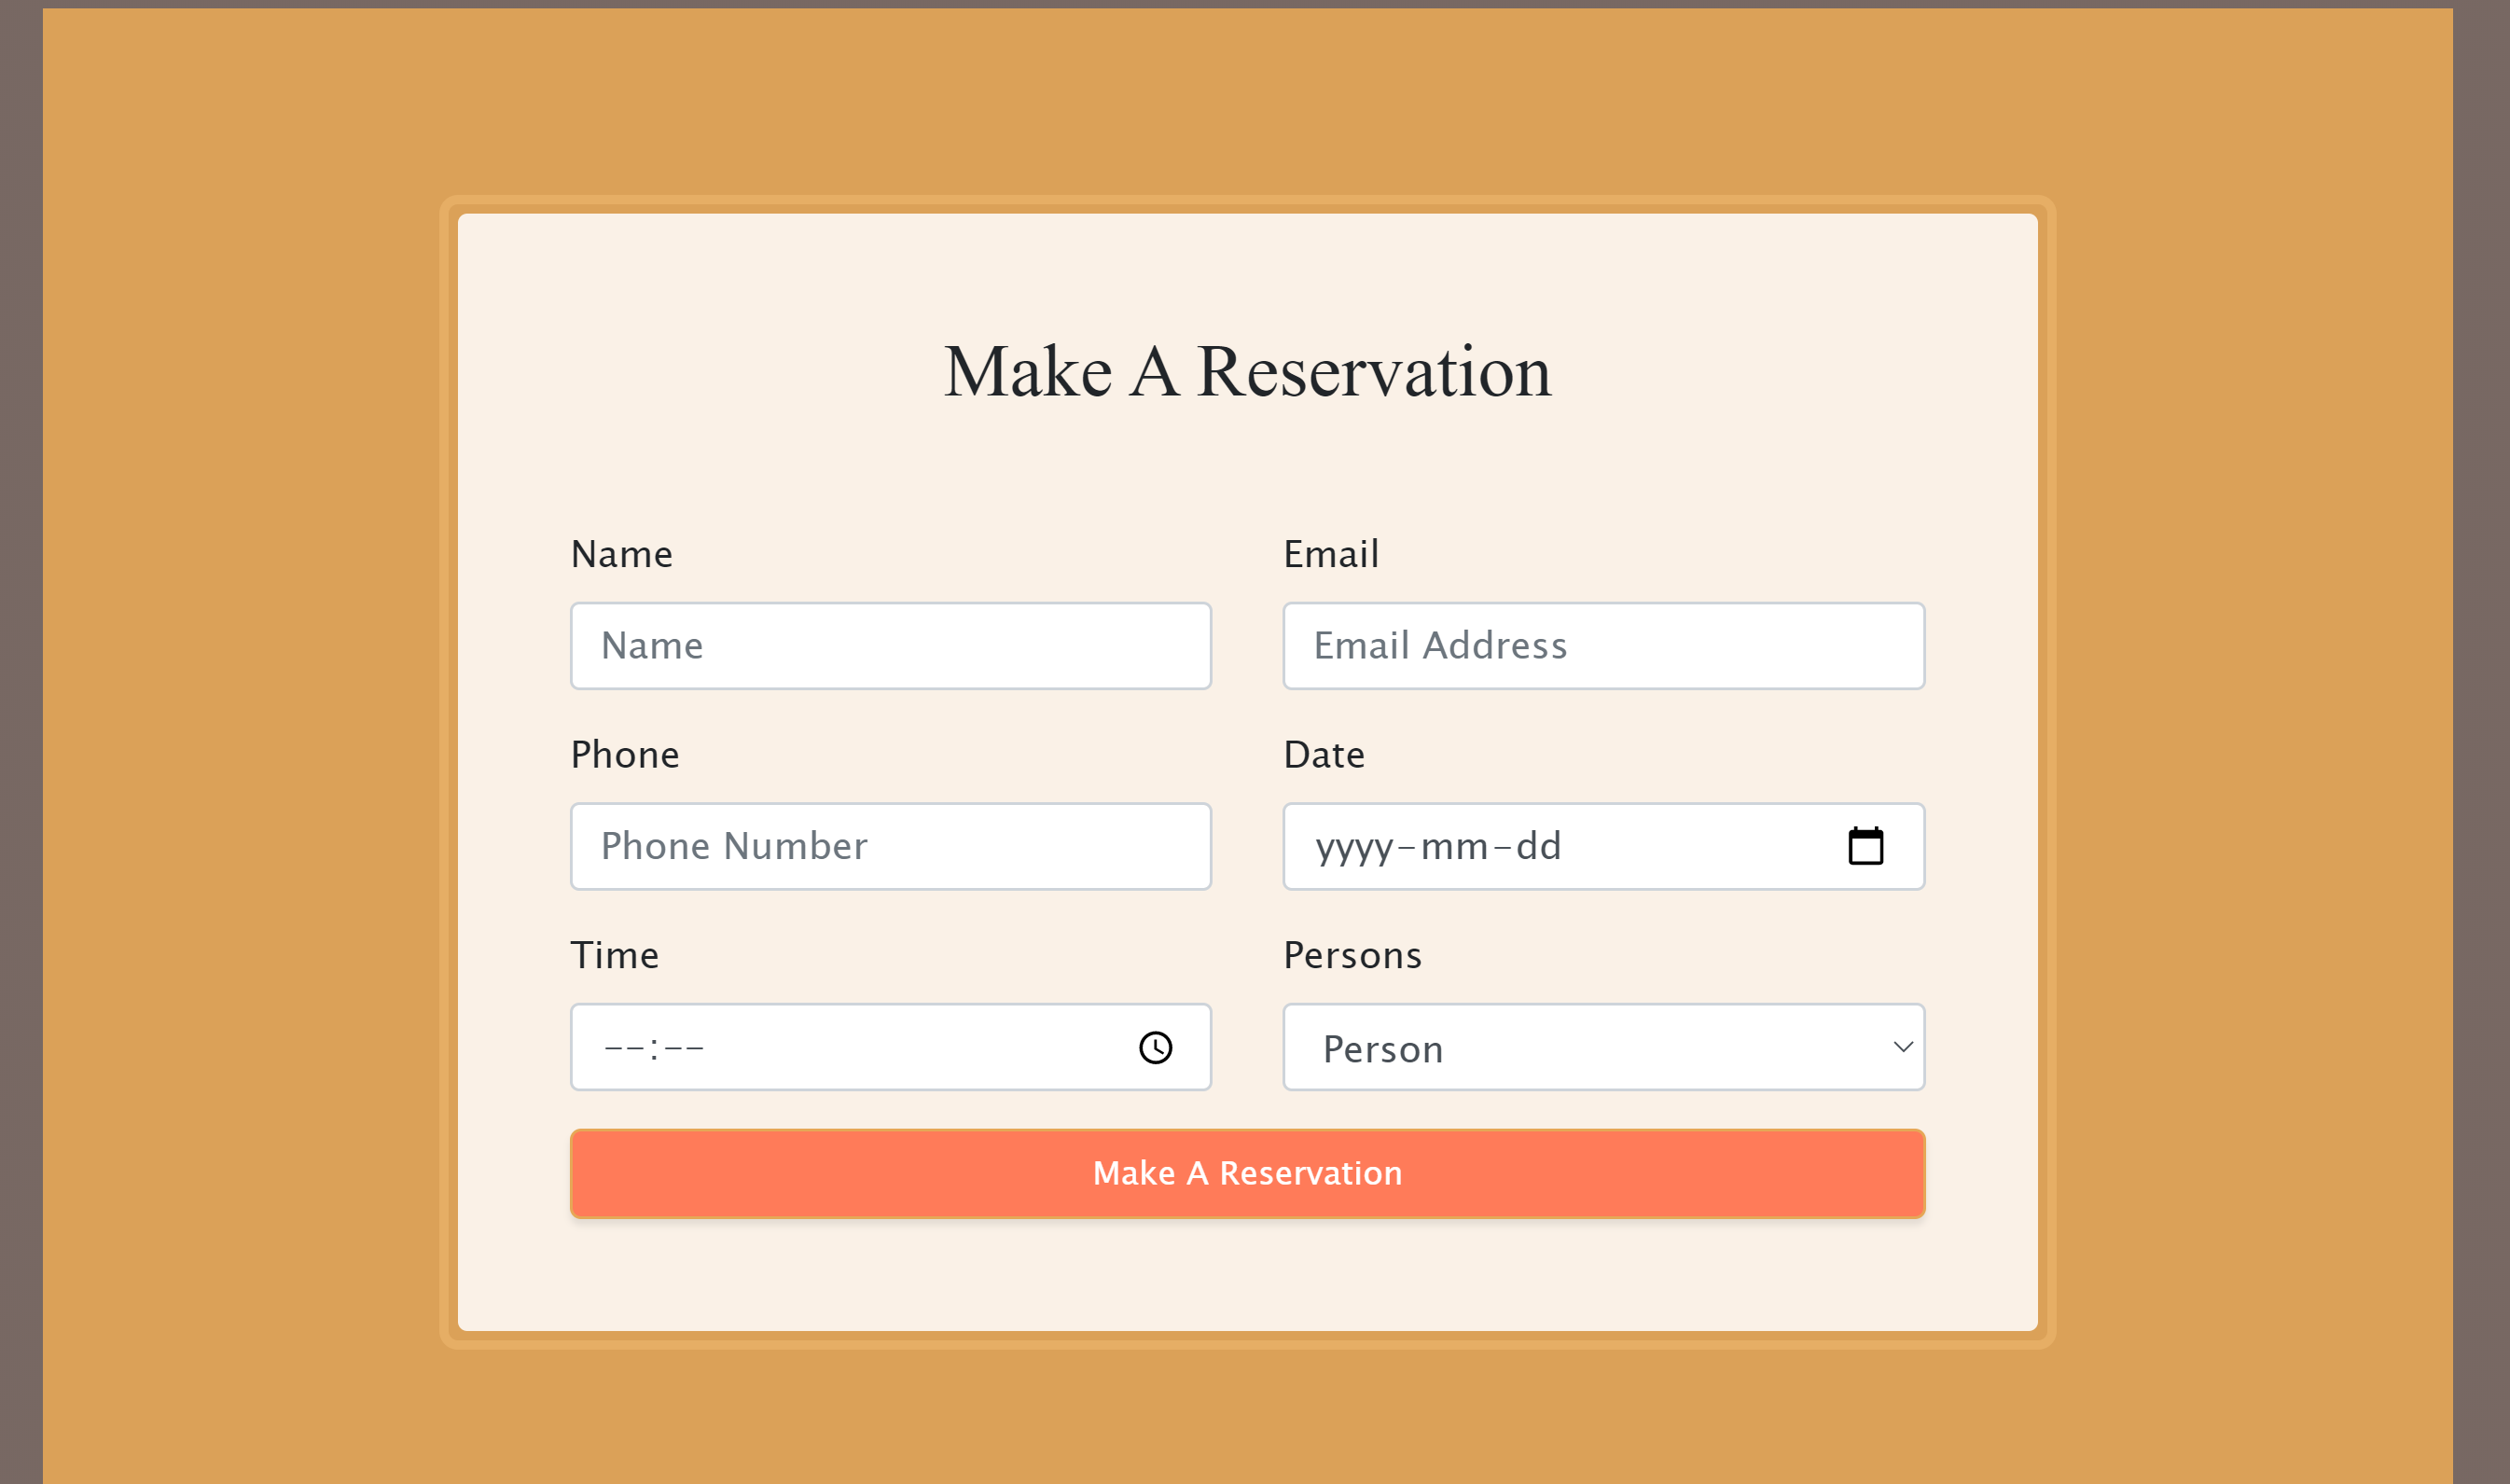 Make A Reservation
Name
Email
Name
Email Address
Phone
Date
Phone Number
yyyy-mm-dd
Time
Persons
--:--
Person
Make A Reservation